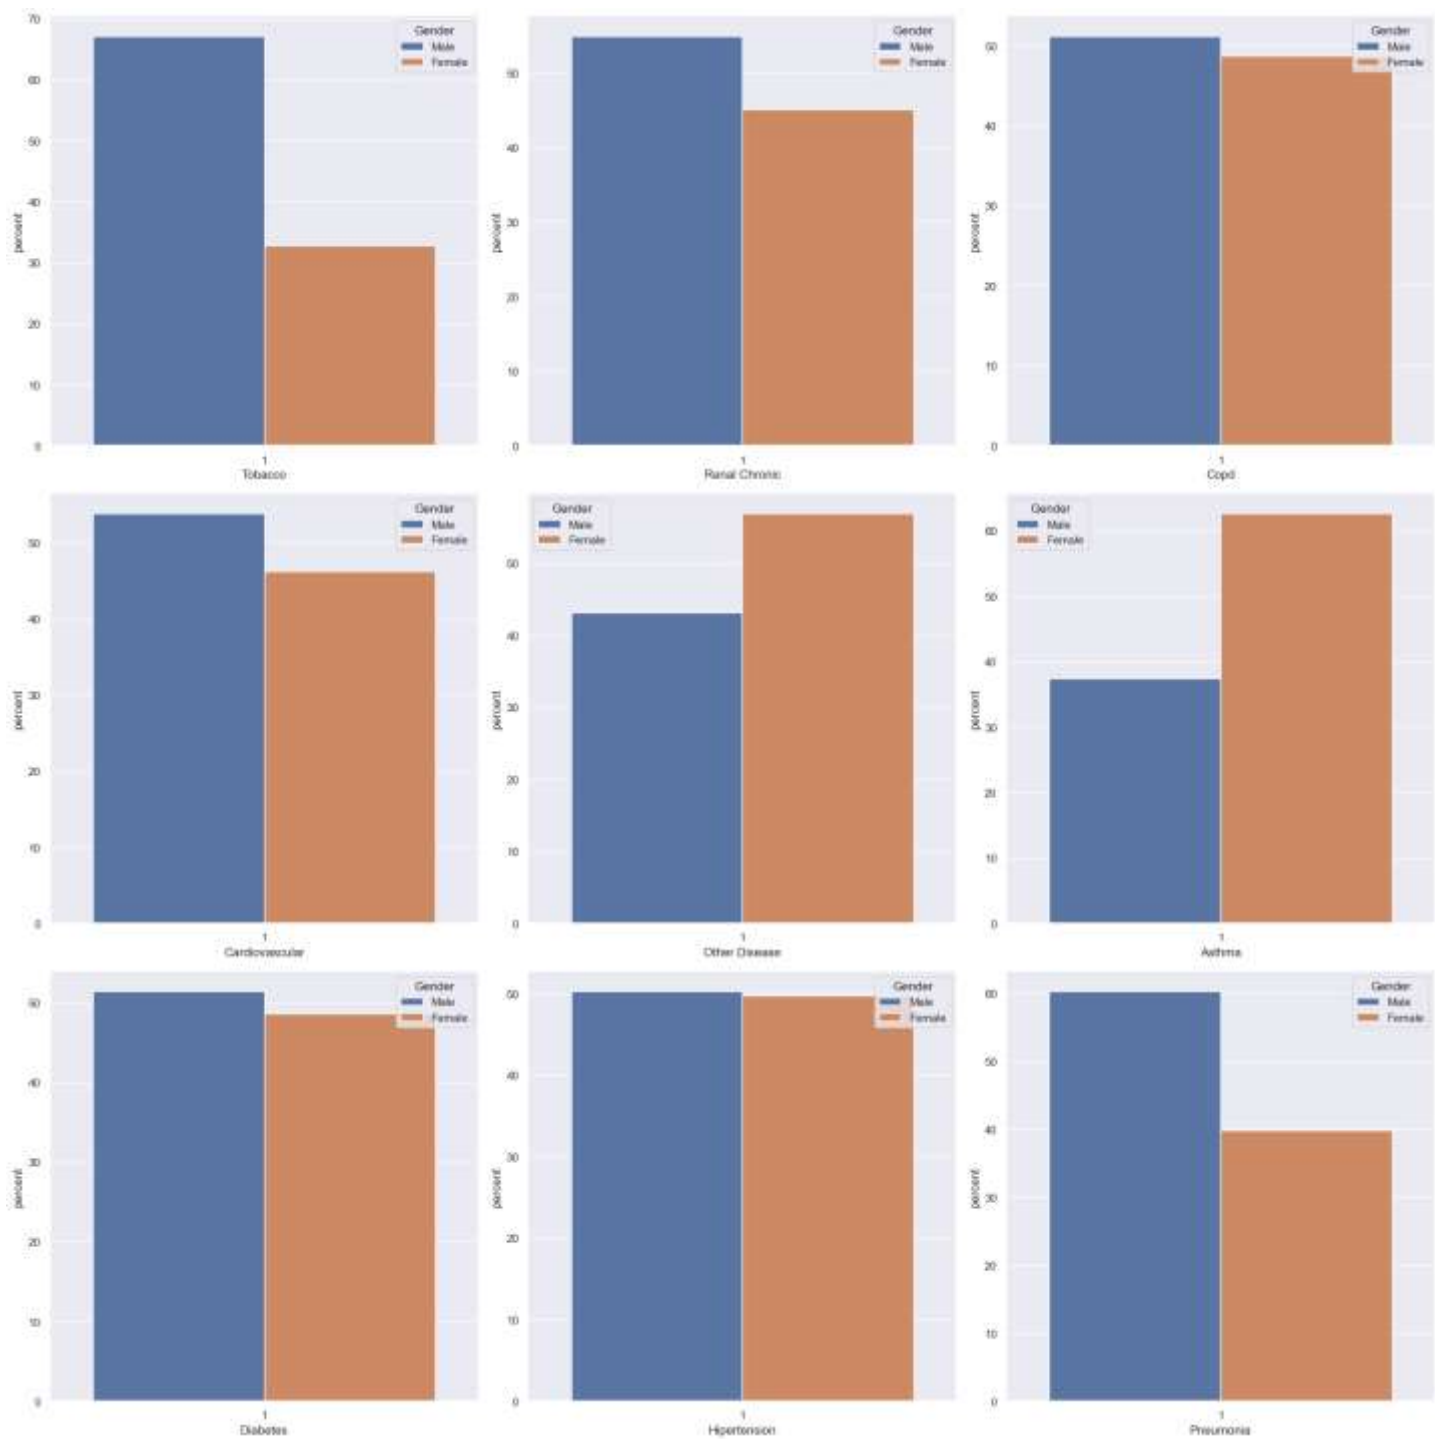 70
60
50
40
30
20
10
0
percent
Gender
Male
Female
1
Tobacco
50
40
30
20
10
0
percent
Gender
Male
Female
1
Renal Chronic
50
40
30
20
10
0
percent
Gender
Male
Female
1
Copd
50
40
30
20
10
0
percent
Gender
Male
Female
1
Cardiovascular
50
40
30
20
10
0
percent
Gender
Male
Female
1
Other Disease
60
50
40
30
20
10
0
percent
Gender
Male
Female
1
Asthma
50
40
30
20
10
0
percent
Gender
Male
Female
1
Diabetes
50
40
30
20
10
0
percent
Gender
Male
Female
1
Hipertension
60
50
40
30
20
10
0
percent
Gender
Male
Female
1
Pneumonia